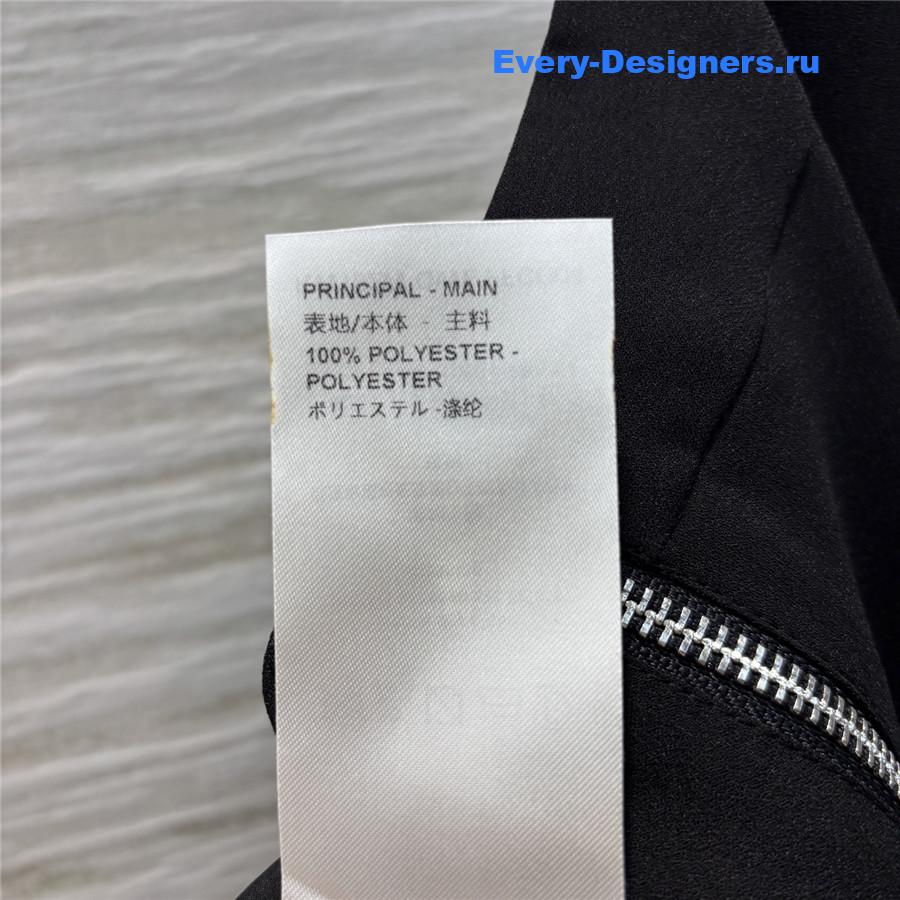 Every-Designers.ru
PRINCIPAL - MAIN
表地/本体 - 主料
100% POLYESTER -
POLYESTER
ポリエステル -涤纶